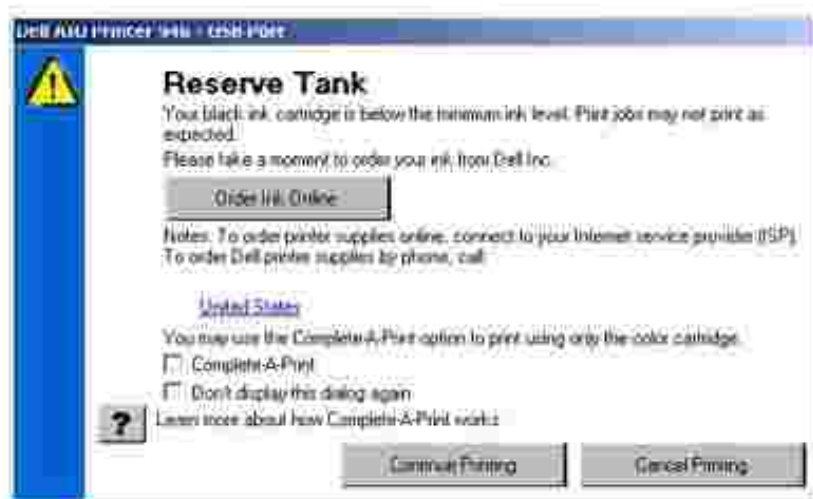 Dell AIO Printer 946 - USB Port
Reserve Tank
Your black ink cartridge is below the minimum ink level. Print jobs may not print as
expected.
Please take a moment to order your ink from Dell Inc.
Order Ink Online
Notes: To order printer supplies online, connect to your Internet service provider (ISP).
To order Dell printer supplies by phone, call:
United States
You may use the Complete-A-Print option to print using only the color cartridge.
Complete-A-Print
Don't display this dialog again
? Learn more about how Complete-A-Print works
Continue Printing Cancel Printing